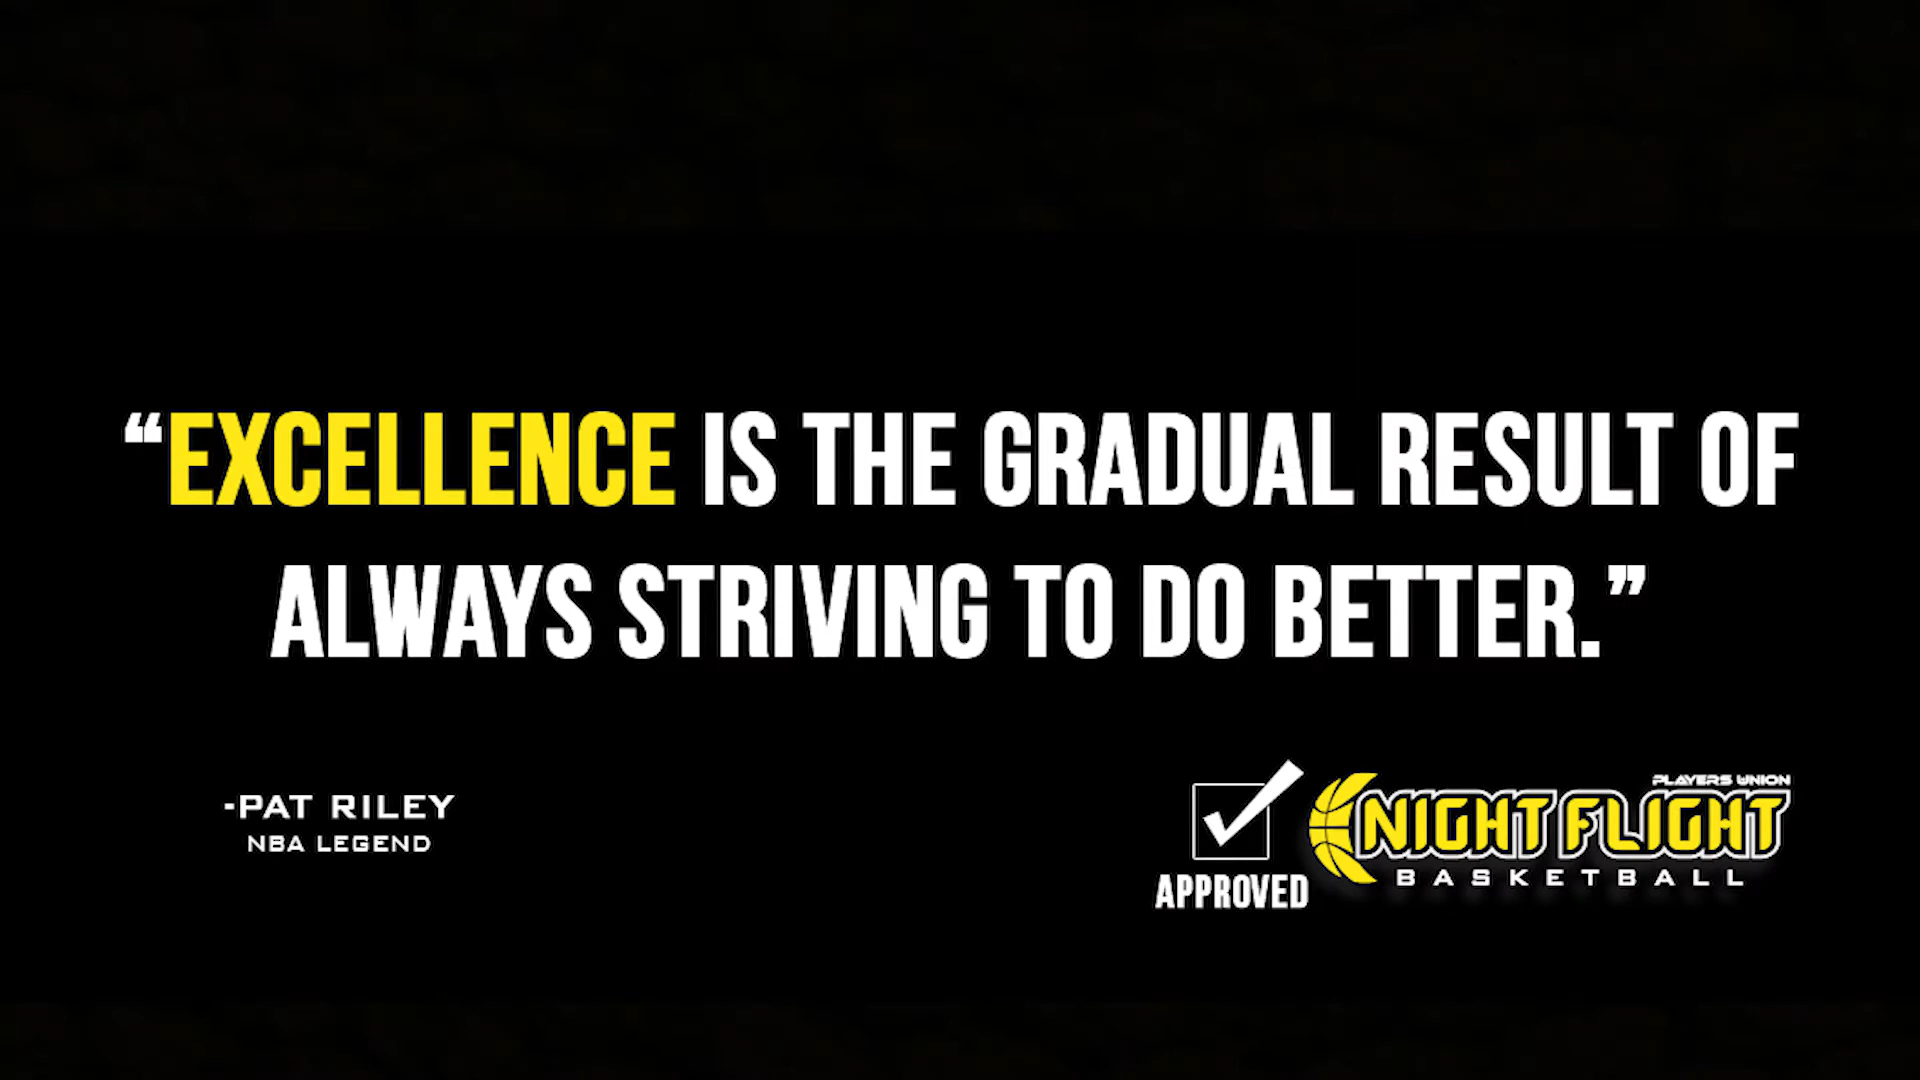 “EXCELLENCE IS THE GRADUAL RESULT OF
ALWAYS STRIVING TO DO BETTER.”
-PAT RILEY
NBA LEGEND
APPROVED
PLAYERS UNION
NIGHT FLIGHT
BASKETBALL